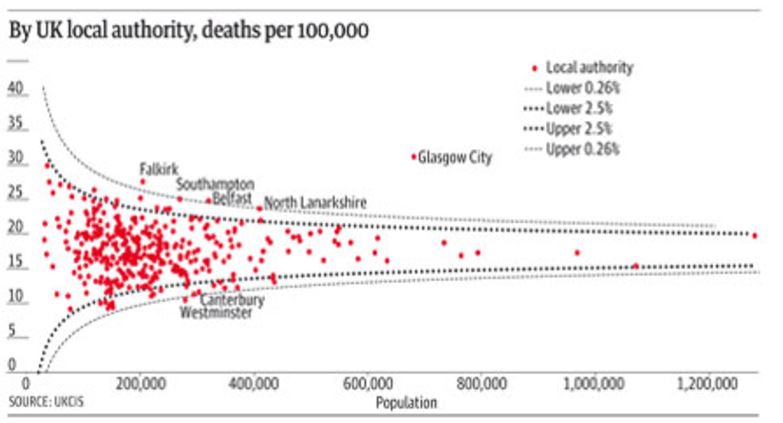 By UK local authority, deaths per 100,000
Local authority
Lower 0.26%
Lower 2.5%
Upper 2.5%
Upper 0.26%
40
35
30
25
20
15
10
5
0
Glasgow City
Falkirk
Southampton
Belfast
North Lanarkshire
Canterbury
Westminster
0 200,000 400,000 600,000 800,000 1,000,000 1,200,000
SOURCE: UKCIS
Population